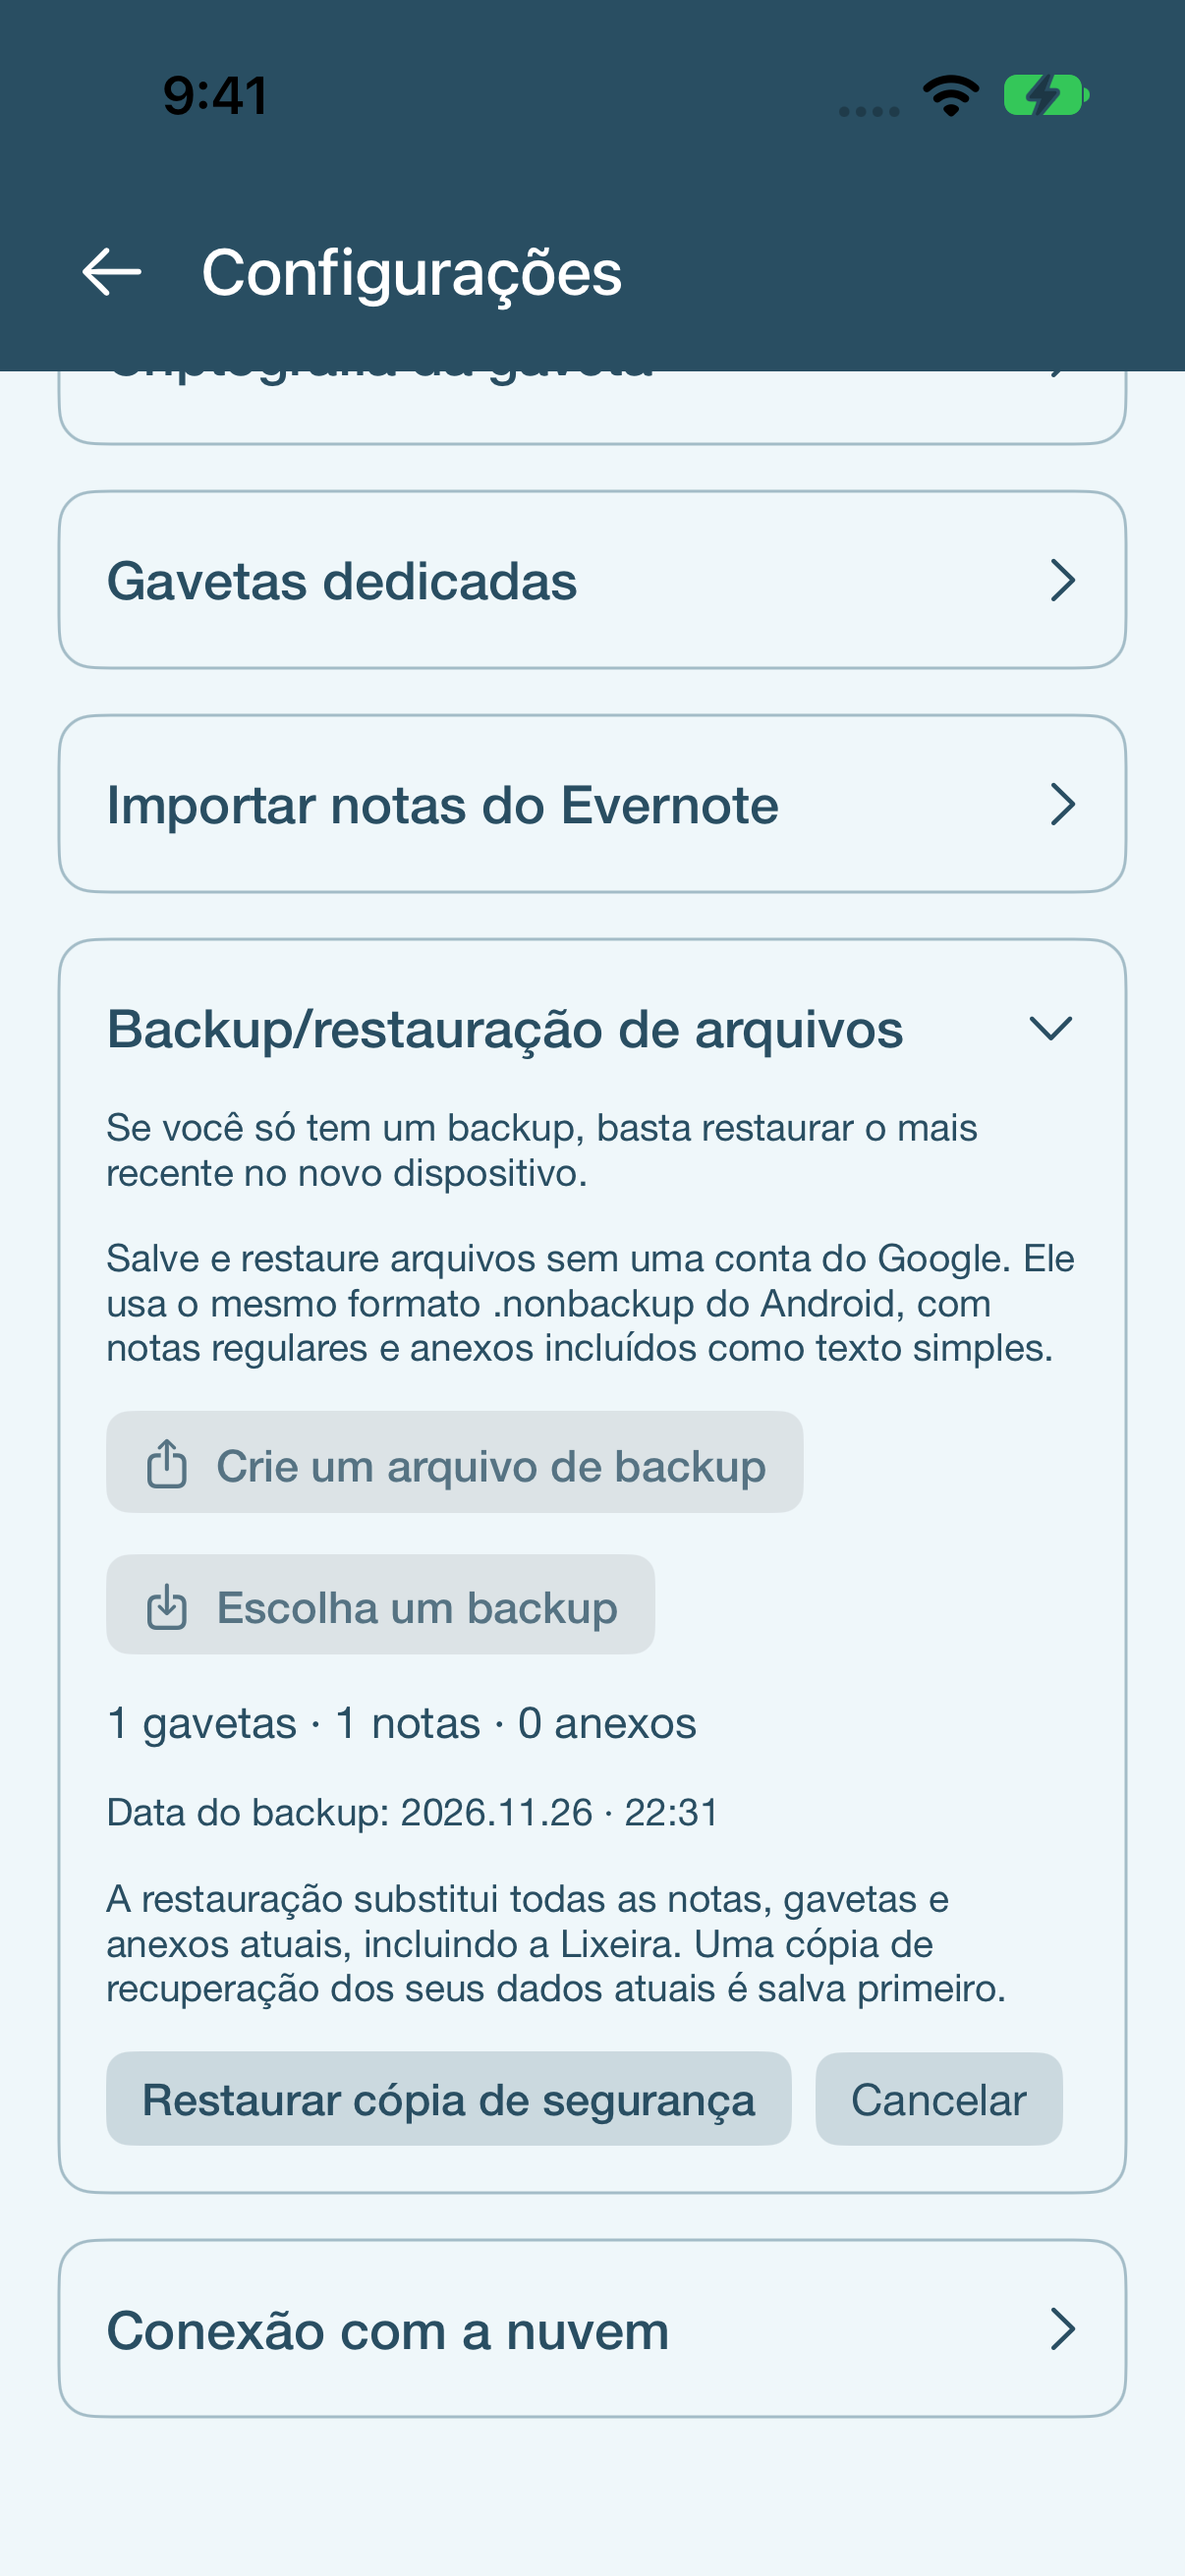 9:41
Configurações
Criptografia da gaveta
Gavetas dedicadas
Importar notas do Evernote
Backup/restauração de arquivos
Se você só tem um backup, basta restaurar o mais
recente no novo dispositivo.
Salve e restaure arquivos sem uma conta do Google. Ele
usa o mesmo formato .nonbackup do Android, com
notas regulares e anexos incluídos como texto simples.
Crie um arquivo de backup
Escolha um backup
1 gavetas · 1 notas · 0 anexos
Data do backup: 2026.11.26 · 22:31
A restauração substitui todas as notas, gavetas e
anexos atuais, incluindo a Lixeira. Uma cópia de
recuperação dos seus dados atuais é salva primeiro.
Restaurar cópia de segurança
Cancelar
Conexão com a nuvem